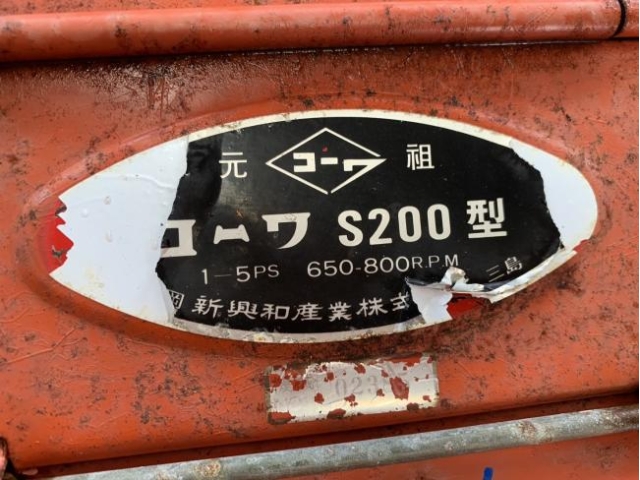 元 コーワ 祖
コーワ S200 型
1-5PS 650-800R.P.M
新興和産業株式 三島
023